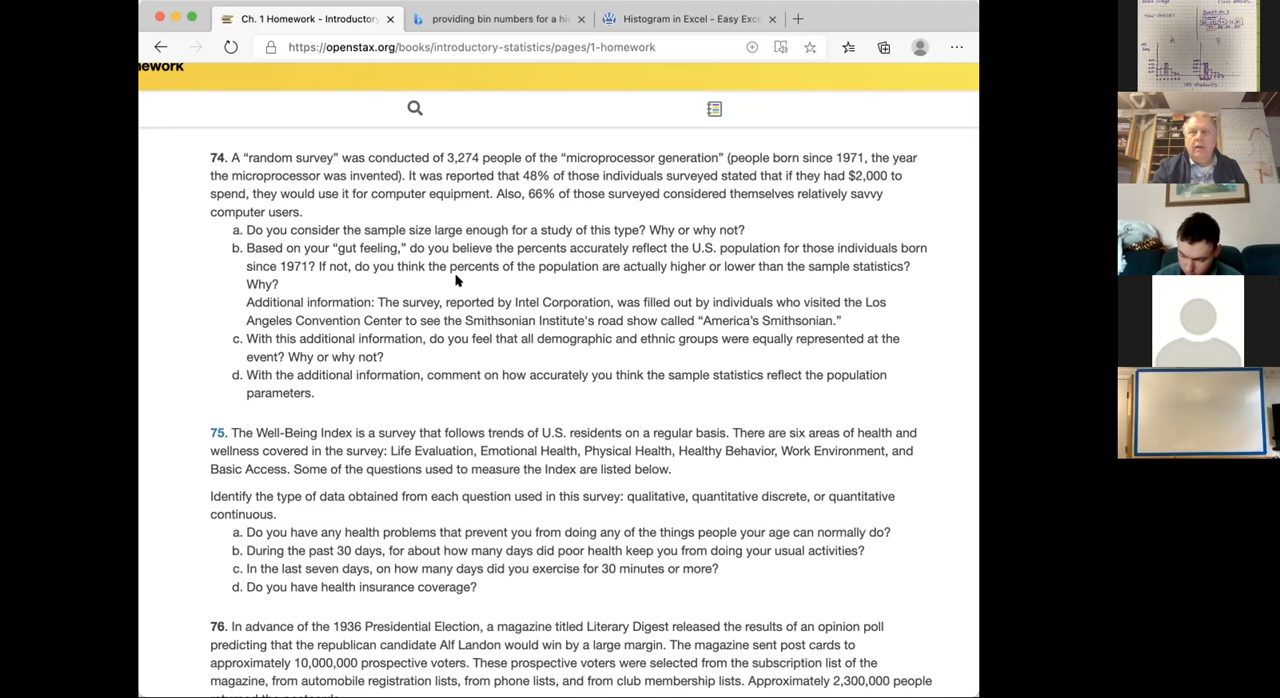 Ch. 1 Homework - Introductory
providing bin numbers for a his
Histogram in Excel - Easy Exc
https://openstax.org/books/introductory-statistics/pages/1-homework
mework
74. A “random survey” was conducted of 3,274 people of the “microprocessor generation” (people born since 1971, the year
the microprocessor was invented). It was reported that 48% of those individuals surveyed stated that if they had $2,000 to
spend, they would use it for computer equipment. Also, 66% of those surveyed considered themselves relatively savvy
computer users.
a. Do you consider the sample size large enough for a study of this type? Why or why not?
b. Based on your “gut feeling,” do you believe the percents accurately reflect the U.S. population for those individuals born
since 1971? If not, do you think the percents of the population are actually higher or lower than the sample statistics?
Why?
Additional information: The survey, reported by Intel Corporation, was filled out by individuals who visited the Los
Angeles Convention Center to see the Smithsonian Institute's road show called “America’s Smithsonian.”
c. With this additional information, do you feel that all demographic and ethnic groups were equally represented at the
event? Why or why not?
d. With the additional information, comment on how accurately you think the sample statistics reflect the population
parameters.
75. The Well-Being Index is a survey that follows trends of U.S. residents on a regular basis. There are six areas of health and
wellness covered in the survey: Life Evaluation, Emotional Health, Physical Health, Healthy Behavior, Work Environment, and
Basic Access. Some of the questions used to measure the Index are listed below.
Identify the type of data obtained from each question used in this survey: qualitative, quantitative discrete, or quantitative
continuous.
a. Do you have any health problems that prevent you from doing any of the things people your age can normally do?
b. During the past 30 days, for about how many days did poor health keep you from doing your usual activities?
c. In the last seven days, on how many days did you exercise for 30 minutes or more?
d. Do you have health insurance coverage?
76. In advance of the 1936 Presidential Election, a magazine titled Literary Digest released the results of an opinion poll
predicting that the republican candidate Alf Landon would win by a large margin. The magazine sent post cards to
approximately 10,000,000 prospective voters. These prospective voters were selected from the subscription list of the
magazine, from automobile registration lists, from phone lists, and from club membership lists. Approximately 2,300,000 people